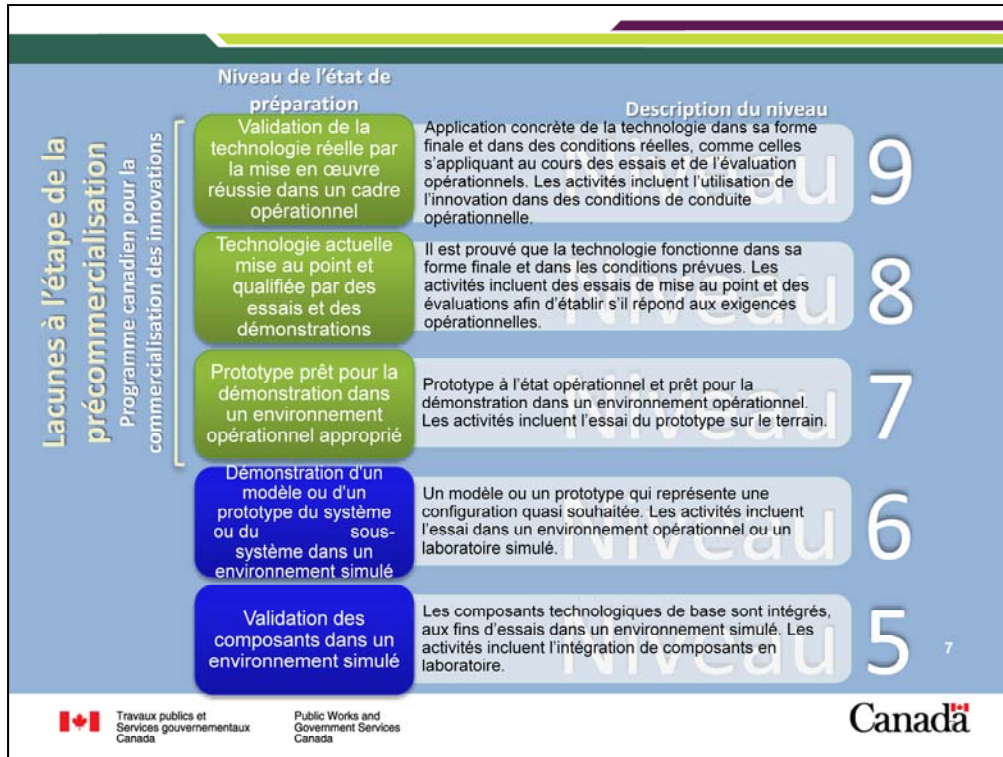 Lacunes à l'étape de la
précommercialisation
Programme canadien pour la
commercialisation des innovations
Niveau de l'état de
préparation
Description du niveau
Validation de la
technologie réelle par
la mise en œuvre
réussie dans un cadre
opérationnel
Niveau
Application concrète de la technologie dans sa forme
finale et dans des conditions réelles, comme celles
s'appliquant au cours des essais et de l'évaluation
opérationnels. Les activités incluent l'utilisation de
l'innovation dans des conditions de conduite
opérationnelle.
9
Technologie actuelle
mise au point et
qualifiée par des
essais et des
démonstrations
Niveau
Il est prouvé que la technologie fonctionne dans sa
forme finale et dans les conditions prévues. Les
activités incluent des essais de mise au point et des
évaluations afin d'établir s'il répond aux exigences
opérationnelles.
8
Prototype prêt pour la
démonstration dans
un environnement
opérationnel approprié
Niveau
Prototype à l'état opérationnel et prêt pour la
démonstration dans un environnement opérationnel.
Les activités incluent l'essai du prototype sur le terrain.
7
Démonstration d'un
modèle ou d'un
prototype du système
ou du sous-
système dans un
environnement simulé
Niveau
Un modèle ou un prototype qui représente une
configuration quasi souhaitée. Les activités incluent
l'essai dans un environnement opérationnel ou un
laboratoire simulé.
6
Validation des
composants dans un
environnement simulé
Niveau
Les composants technologiques de base sont intégrés,
aux fins d'essais dans un environnement simulé. Les
activités incluent l'intégration de composants en
laboratoire.
5
7
Travaux publics et
Services gouvernementaux
Canada
Public Works and
Government Services
Canada
Canada